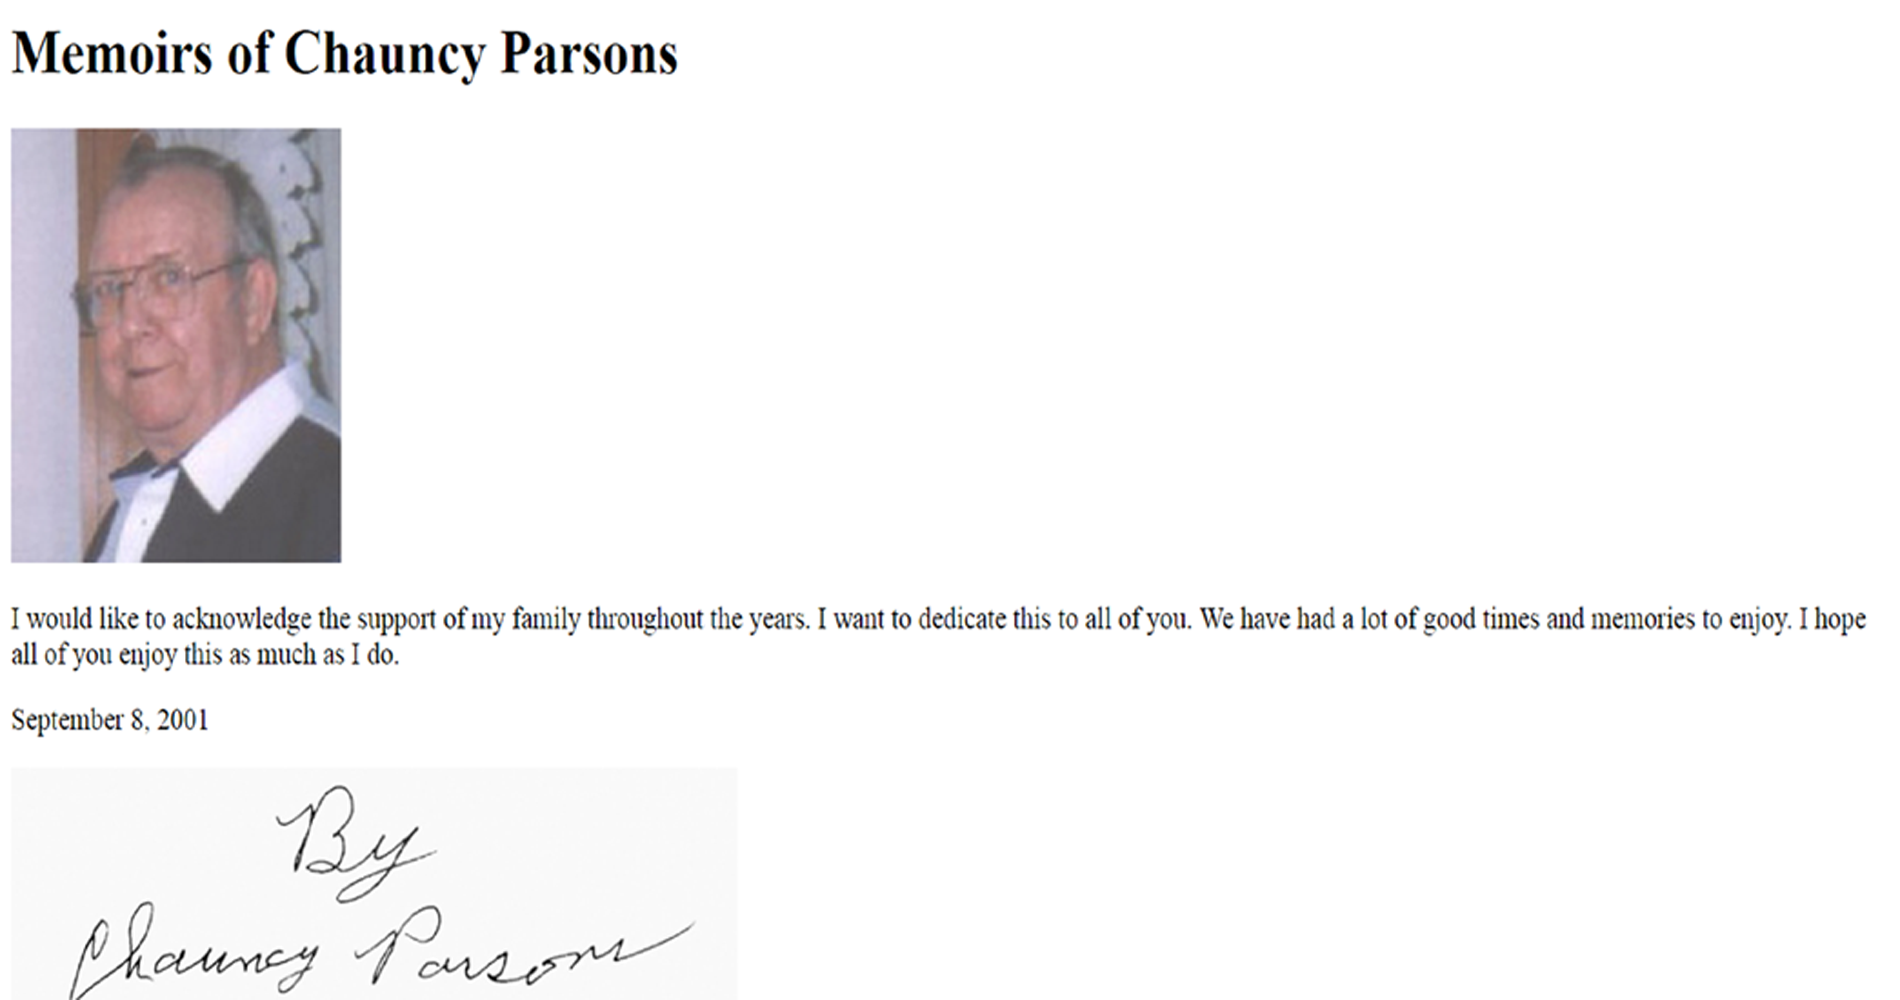 Memoirs of Chauncy Parsons
I would like to acknowledge the support of my family throughout the years. I want to dedicate this to all of you. We have had a lot of good times and memories to enjoy. I hope
all of you enjoy this as much as I do.
September 8, 2001
By
Chauncy Parsons